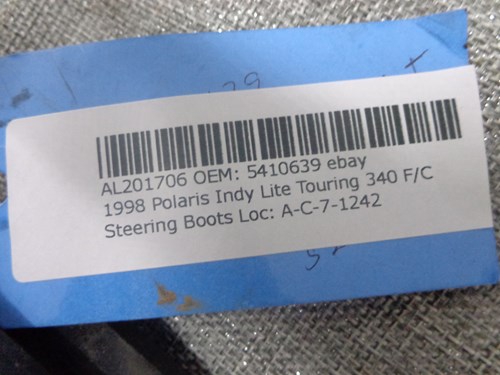 AL201706 OEM: 5410639 ebay
1998 Polaris Indy Lite Touring 340 F/C
Steering Boots Loc: A-C-7-1242